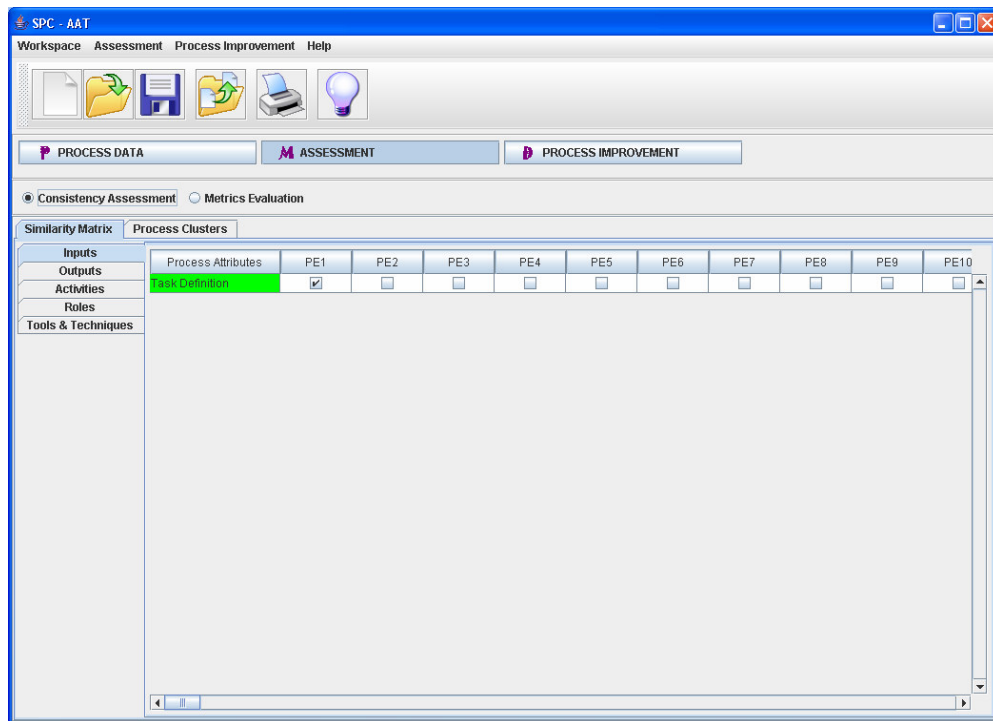 SPC - AAT
Workspace Assessment Process Improvement Help
PROCESS DATA ASSESSMENT PROCESS IMPROVEMENT
Consistency Assessment Metrics Evaluation
Similarity Matrix Process Clusters
Inputs
Outputs
Activities
Roles
Tools & Techniques
Process Attributes PE1 PE2 PE3 PE4 PE5 PE6 PE7 PE8 PE9 PE10
Task Definition